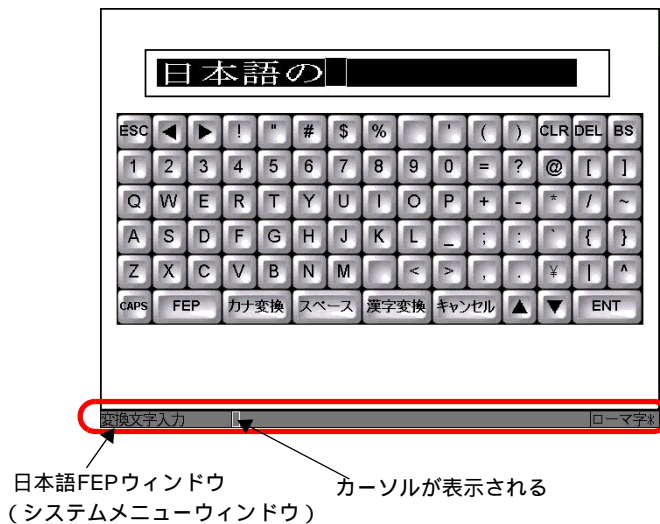 日本語の
ESC ◀ ▶ ! " # $ % ' ( ) CLR DEL BS
1 2 3 4 5 6 7 8 9 0 = ? @ [ ]
Q W E R T Y U I O P + - * / ~
A S D F G H J K L _ ; : ` { }
Z X C V B N M < > , . ¥ | ^
CAPS FEP カナ変換 スペース 漢字変換 キャンセル ▲ ▼ ENT
変換文字入力 ローマ字*
日本語FEPウィンドウ
（システムメニューウィンドウ）
カーソルが表示される